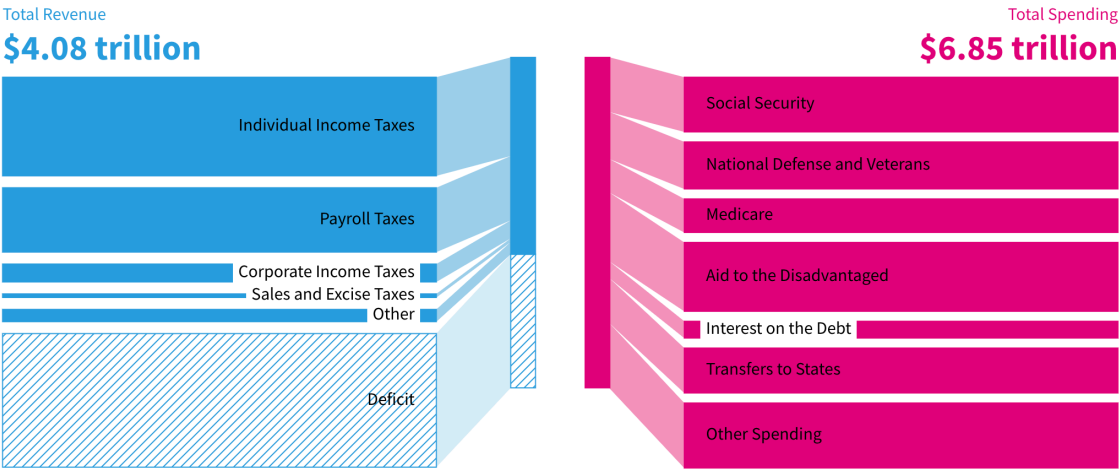 Total Revenue
$4.08 trillion
Individual Income Taxes
Payroll Taxes
Corporate Income Taxes
Sales and Excise Taxes
Other
Deficit
Total Spending
$6.85 trillion
Social Security
National Defense and Veterans
Medicare
Aid to the Disadvantaged
Interest on the Debt
Transfers to States
Other Spending